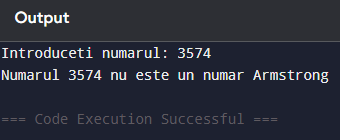 Output
Introduceti numarul: 3574
Numarul 3574 nu este un numar Armstrong
=== Code Execution Successful ===